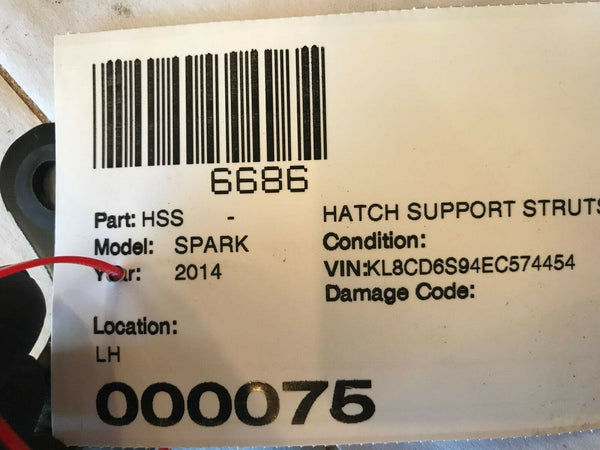 6686
Part: HSS - HATCH SUPPORT STRUTS
Model: SPARK Condition:
Year: 2014 VIN:KL8CD6S94EC574454
Damage Code:
Location:
LH
000075